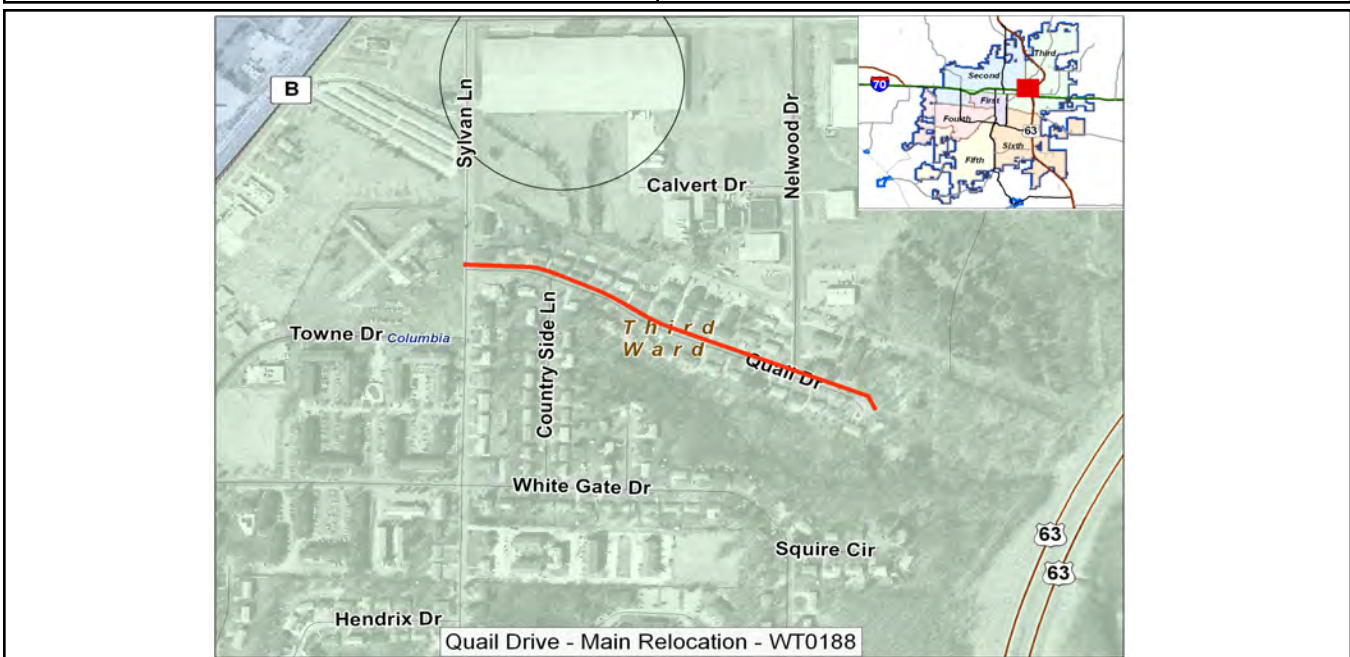 B
Sylvan Ln
Calvert Dr
Nelwood Dr
70
Second
Third
First
Fourth
63
Sixth
Fifth
Towne Dr
Columbia
Country Side Ln
Third
Ward
Quail Dr
White Gate Dr
Squire Cir
63
63
Hendrix Dr
Quail Drive - Main Relocation - WT0188